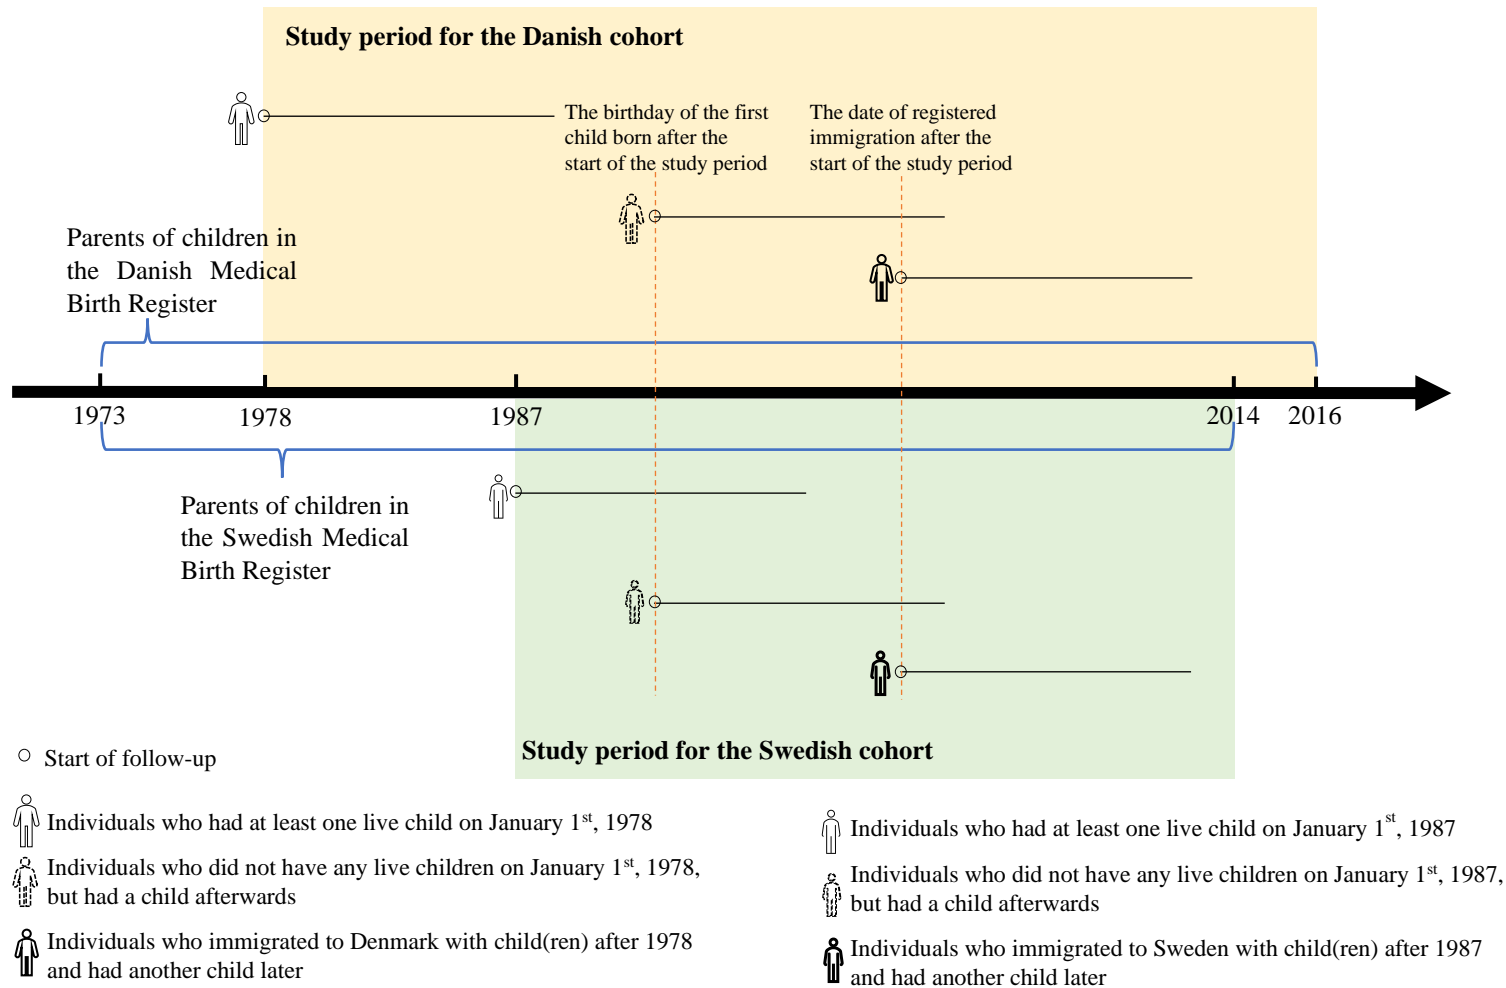 Study period for the Danish cohort
The birthday of the first
child born after the
start of the study period
The date of registered
immigration after the
start of the study period
Parents of children in
the Danish Medical
Birth Register
1973
1978
1987
2014
2016
Parents of children in
the Swedish Medical
Birth Register
Study period for the Swedish cohort
Start of follow-up
Individuals who had at least one live child on January 1st, 1978
Individuals who did not have any live children on January 1st, 1978,
but had a child afterwards
Individuals who immigrated to Denmark with child(ren) after 1978
and had another child later
Individuals who had at least one live child on January 1st, 1987
Individuals who did not have any live children on January 1st, 1987,
but had a child afterwards
Individuals who immigrated to Sweden with child(ren) after 1987
and had another child later